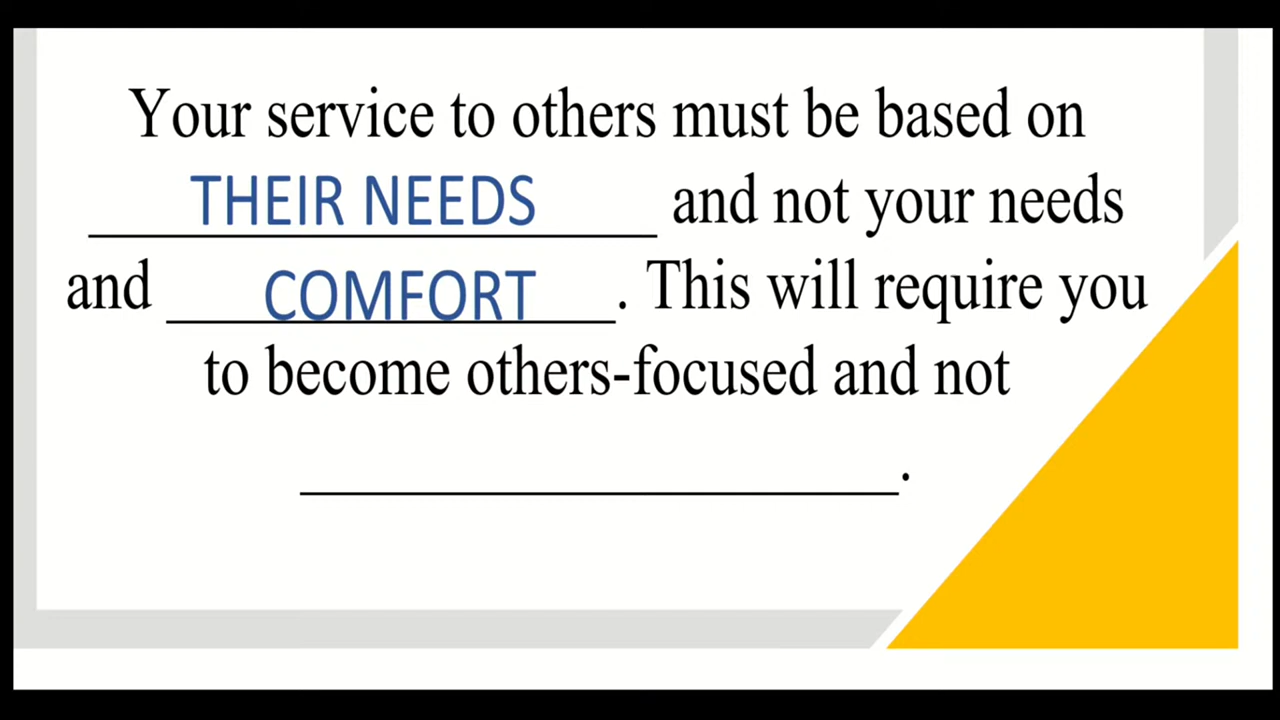 Your service to others must be based on
THEIR NEEDS and not your needs
and COMFORT. This will require you
to become others-focused and not
.